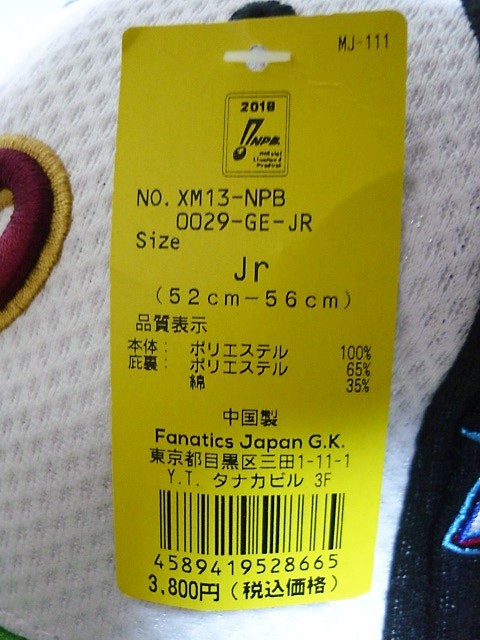 MJ-111
2018
NPB
Official
Licensed
Product
NO. XM13-NPB
0029-GE-JR
Size
Jr
(52cm-56cm)
品質表示
本体: ポリエステル 100%
庇裏: ポリエステル 65%
綿 35%
中国製
Fanatics Japan G.K.
東京都目黒区三田1-11-1
Y.T. タナカビル 3F
4589419528665
3,800円(税込価格)